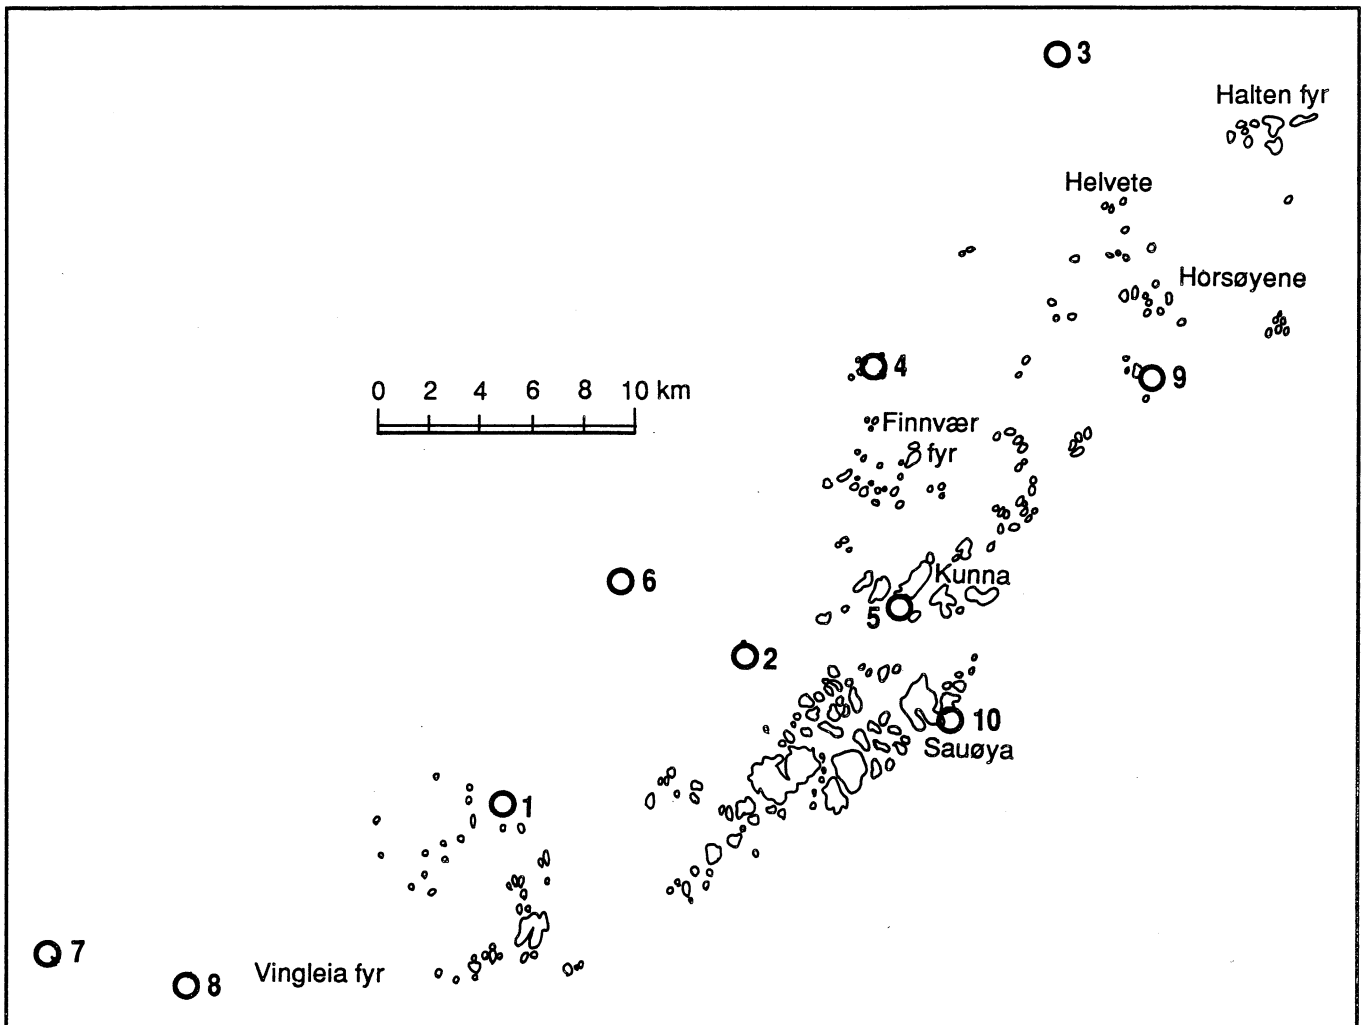 3
Halten fyr
Helvete
Horsøyene
4
9
0 2 4 6 8 10 km
Finnvær
fyr
6
Kunna
5
2
10
Sauøya
1
7
8
Vingleia fyr